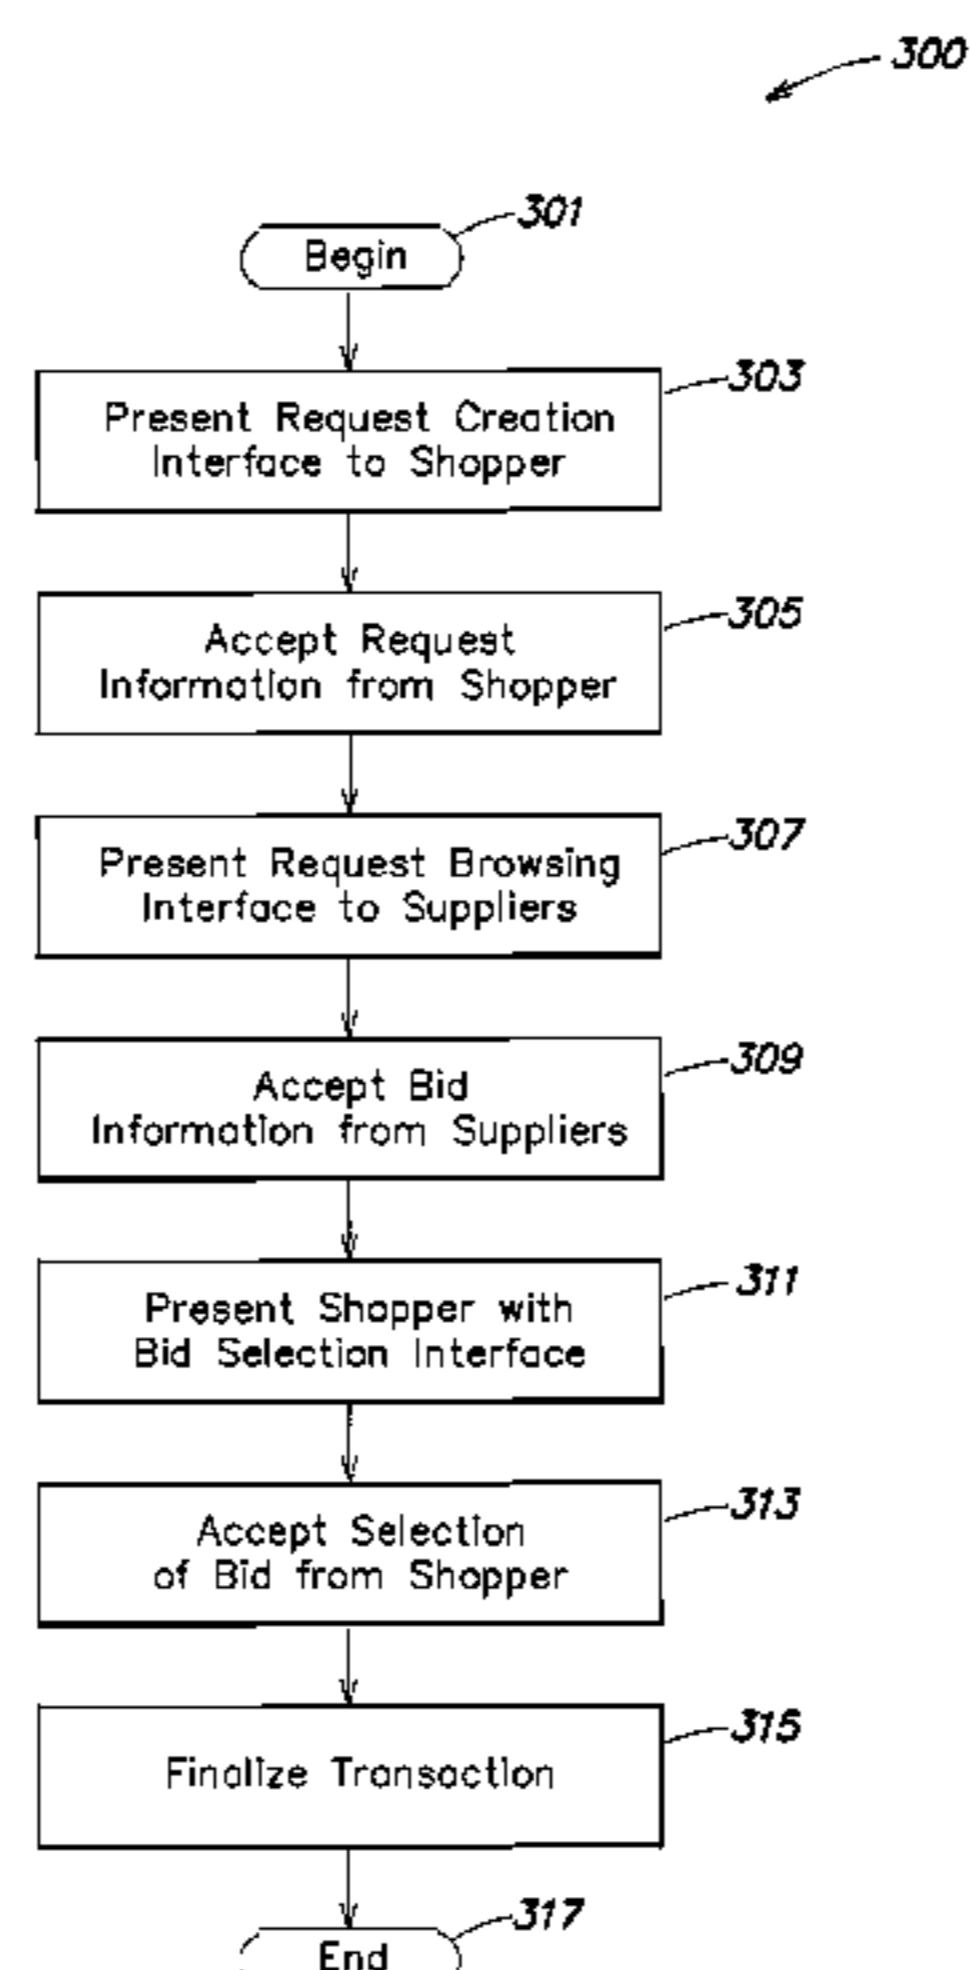 300
301
Begin
303
Present Request Creation
Interface to Shopper
305
Accept Request
Information from Shopper
307
Present Request Browsing
Interface to Suppliers
309
Accept Bid
Information from Suppliers
311
Present Shopper with
Bid Selection Interface
313
Accept Selection
of Bid from Shopper
315
Finalize Transaction
317
End